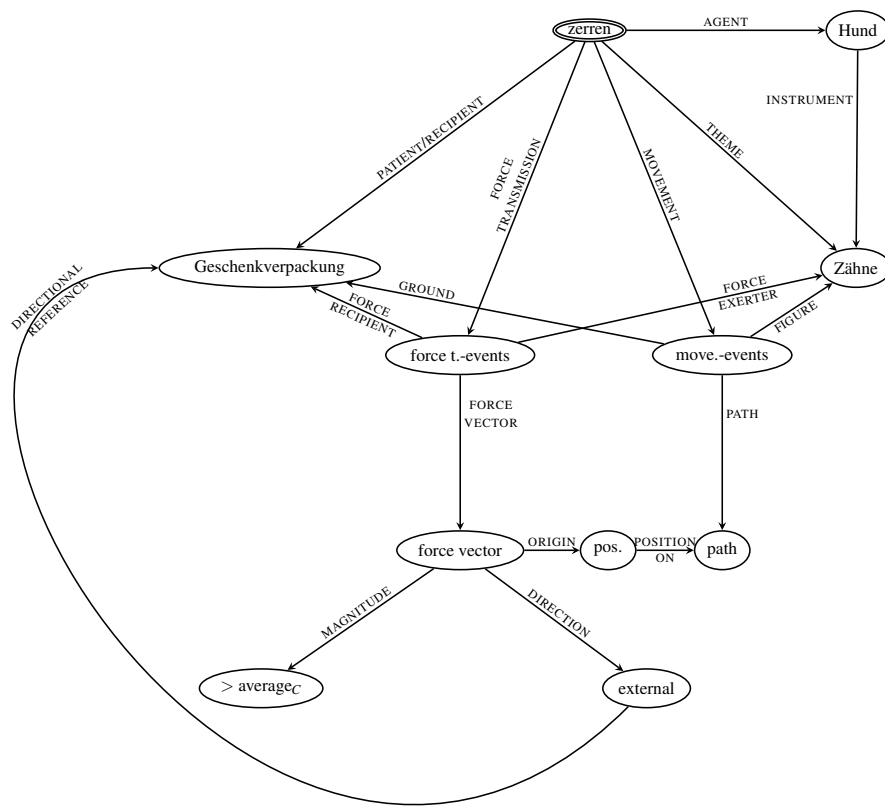 zerren
AGENT
Hund
INSTRUMENT
PATIENT/RECIPIENT
FORCE
TRANSMISSION
MOVEMENT
THEME
DIRECTIONAL
REFERENCE
Geschenkverpackung
GROUND
FORCE
EXERTER
Zähne
FORCE
RECIPIENT
FIGURE
force t.-events
move.-events
FORCE
VECTOR
PATH
force vector
ORIGIN
pos.
POSITION
ON
path
MAGNITUDE
DIRECTION
> averageC
external